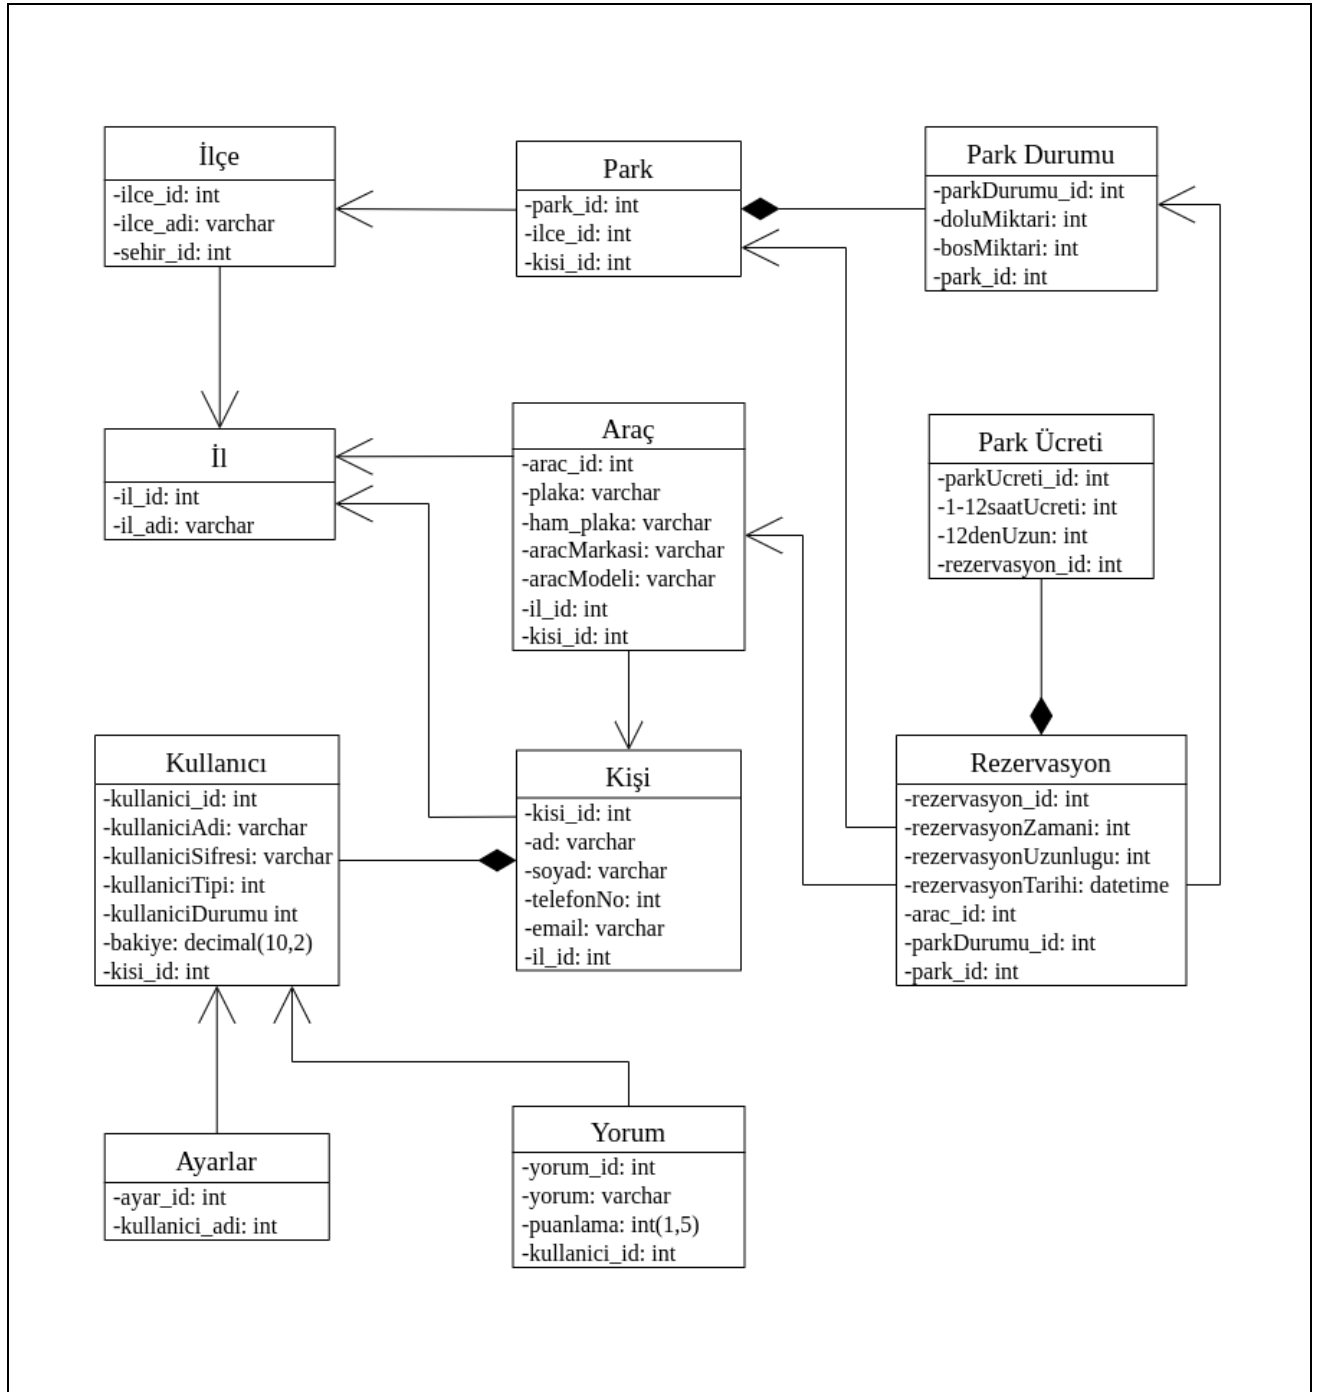 İlçe
-ilce_id: int
-ilce_adi: varchar
-sehir_id: int
Park
-park_id: int
-ilce_id: int
-kisi_id: int
Park Durumu
-parkDurumu_id: int
-doluMiktari: int
-bosMiktari: int
-park_id: int
İl
-il_id: int
-il_adi: varchar
Araç
-arac_id: int
-plaka: varchar
-ham_plaka: varchar
-aracMarkasi: varchar
-aracModeli: varchar
-il_id: int
-kisi_id: int
Park Ücreti
-parkUcreti_id: int
-1-12saatUcreti: int
-12denUzun: int
-rezervasyon_id: int
Kullanıcı
-kullanici_id: int
-kullaniciAdi: varchar
-kullaniciSifresi: varchar
-kullaniciTipi: int
-kullaniciDurumu int
-bakiye: decimal(10,2)
-kisi_id: int
Kişi
-kisi_id: int
-ad: varchar
-soyad: varchar
-telefonNo: int
-email: varchar
-il_id: int
Rezervasyon
-rezervasyon_id: int
-rezervasyonZamani: int
-rezervasyonUzunlugu: int
-rezervasyonTarihi: datetime
-arac_id: int
-parkDurumu_id: int
-park_id: int
Ayarlar
-ayar_id: int
-kullanici_adi: int
Yorum
-yorum_id: int
-yorum: varchar
-puanlama: int(1,5)
-kullanici_id: int